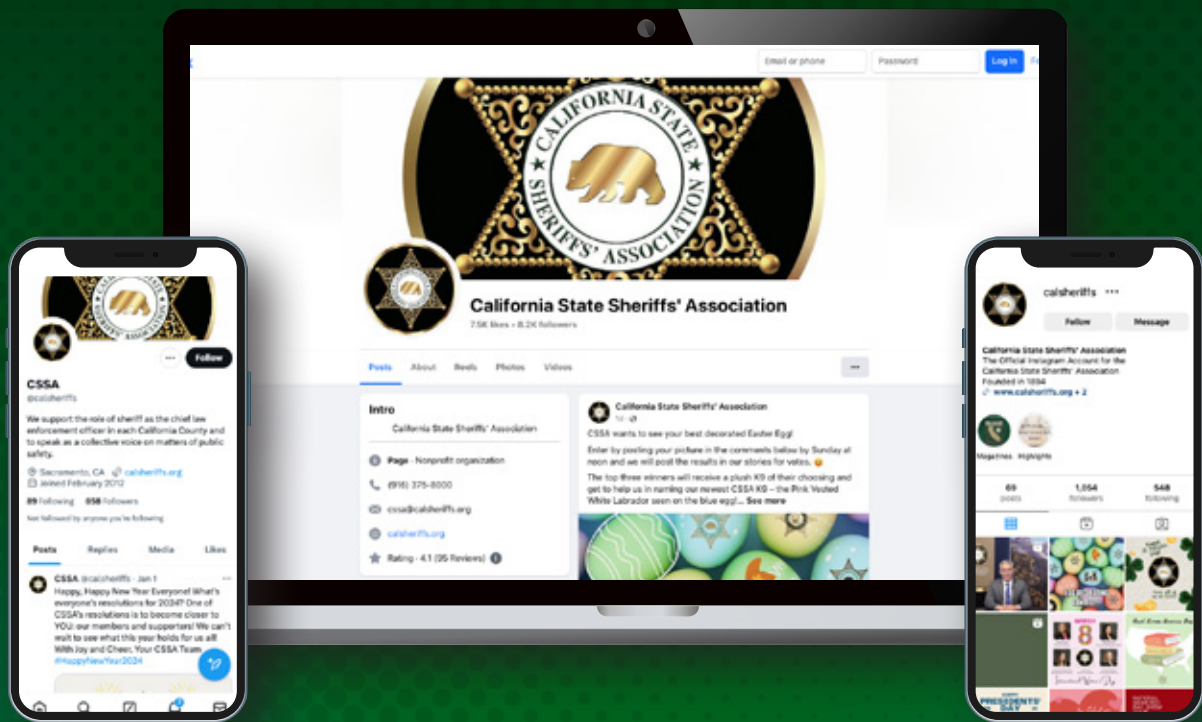 Email or phone
Password
Log In
CALIFORNIA STATE
SHERIFFS' ASSOCIATION
California State Sheriffs' Association
7.5K likes • 8.2K followers
Posts About Reels Photos Videos
Intro
California State Sheriffs' Association
Page · Nonprofit organization
(916) 375-8000
cssa@calsheriffs.org
calsheriffs.org
Rating · 4.1 (95 Reviews)
California State Sheriffs' Association
CSSA wants to see your best decorated Easter Egg!
Enter by posting your picture in the comments below by Sunday at
noon and we will post the results in our stories for votes.
The top three winners will receive a plush K9 of their choosing and
get to help us in naming our newest CSSA K9 – the Pink Vested
White Labrador seen on the blue egg!... See more
Follow
CSSA
@calsheriffs
We support the role of sheriff as the chief law
enforcement officer in each California County and
to speak as a collective voice on matters of public
safety.
Sacramento, CA calsheriffs.org
Joined February 2012
89 Following 858 Followers
Not followed by anyone you're following
Posts Replies Media Likes
CSSA @calsheriffs · Jan 1
Happy, Happy New Year Everyone! What's
everyone's resolutions for 2024? One of
CSSA's resolutions is to become closer to
YOU: our members and supporters! We can't
wait to see what this year holds for us all!
With Joy and Cheer, Your CSSA Team
#HappyNewYear2024
calsheriffs
Follow Message
California State Sheriffs' Association
The Official Instagram Account for the
California State Sheriffs' Association
Founded in 1894
www.calsheriffs.org + 2
Magazines Highlights
69 1,054 548
posts followers following
MARCH
8
HAPPY
PRESIDENTS'
DAY
NATIONAL